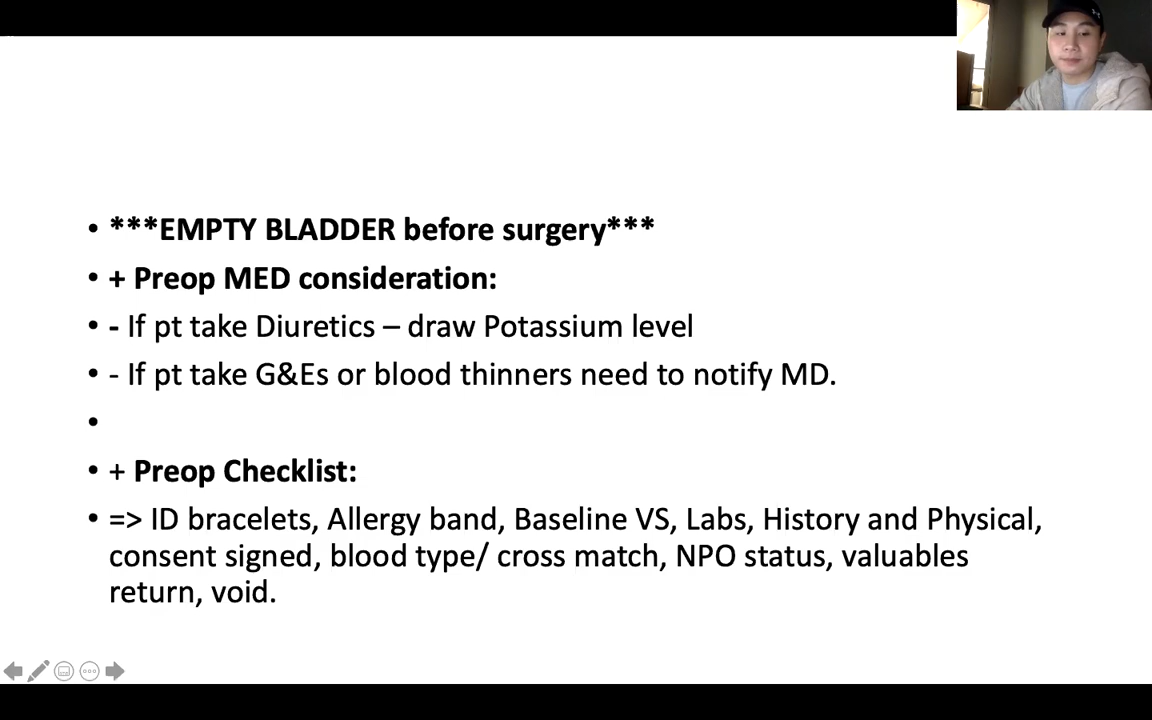 • ***EMPTY BLADDER before surgery***
• + Preop MED consideration:
• - If pt take Diuretics – draw Potassium level
• - If pt take G&Es or blood thinners need to notify MD.
•
• + Preop Checklist:
• => ID bracelets, Allergy band, Baseline VS, Labs, History and Physical,
consent signed, blood type/ cross match, NPO status, valuables
return, void.